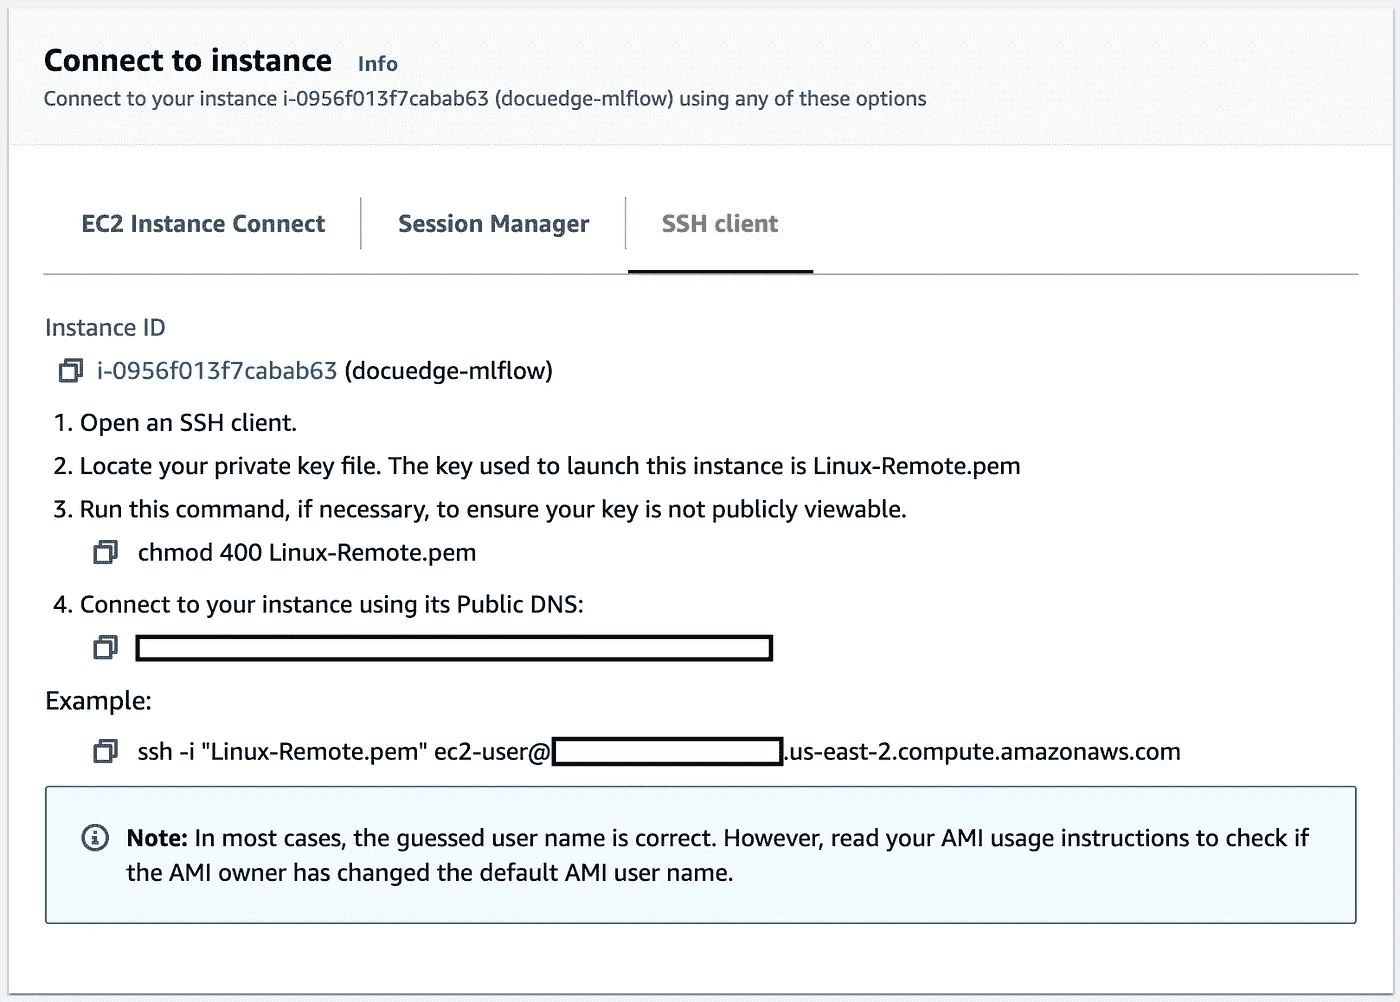 Connect to instance Info
Connect to your instance i-0956f013f7cabab63 (docuedge-mlflow) using any of these options
EC2 Instance Connect Session Manager SSH client
Instance ID
i-0956f013f7cabab63 (docuedge-mlflow)
1. Open an SSH client.
2. Locate your private key file. The key used to launch this instance is Linux-Remote.pem
3. Run this command, if necessary, to ensure your key is not publicly viewable.
chmod 400 Linux-Remote.pem
4. Connect to your instance using its Public DNS:
Example:
ssh -i "Linux-Remote.pem" ec2-user@ .us-east-2.compute.amazonaws.com
Note: In most cases, the guessed user name is correct. However, read your AMI usage instructions to check if
the AMI owner has changed the default AMI user name.